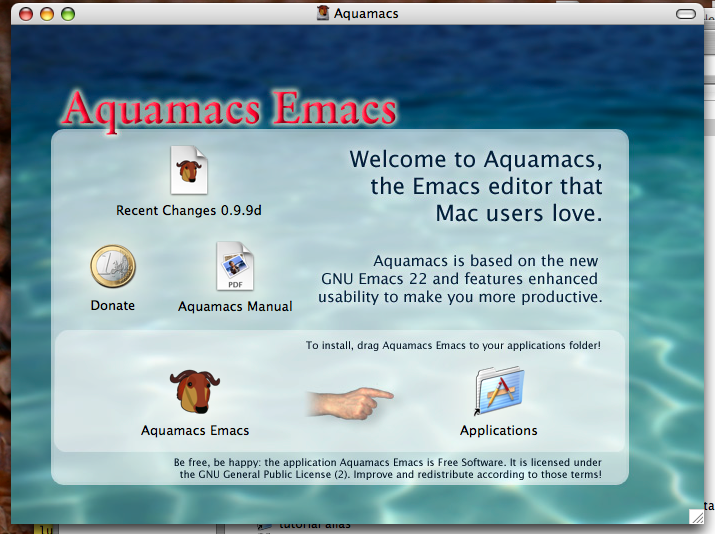 Aquamacs
Aquamacs Emacs
Recent Changes 0.9.9d
Welcome to Aquamacs,
the Emacs editor that
Mac users love.
Donate
PDF
Aquamacs Manual
Aquamacs is based on the new
GNU Emacs 22 and features enhanced
usability to make you more productive.
To install, drag Aquamacs Emacs to your applications folder!
Aquamacs Emacs
Applications
Be free, be happy: the application Aquamacs Emacs is Free Software. It is licensed under
the GNU General Public License (2). Improve and redistribute according to those terms!
tutorial alias